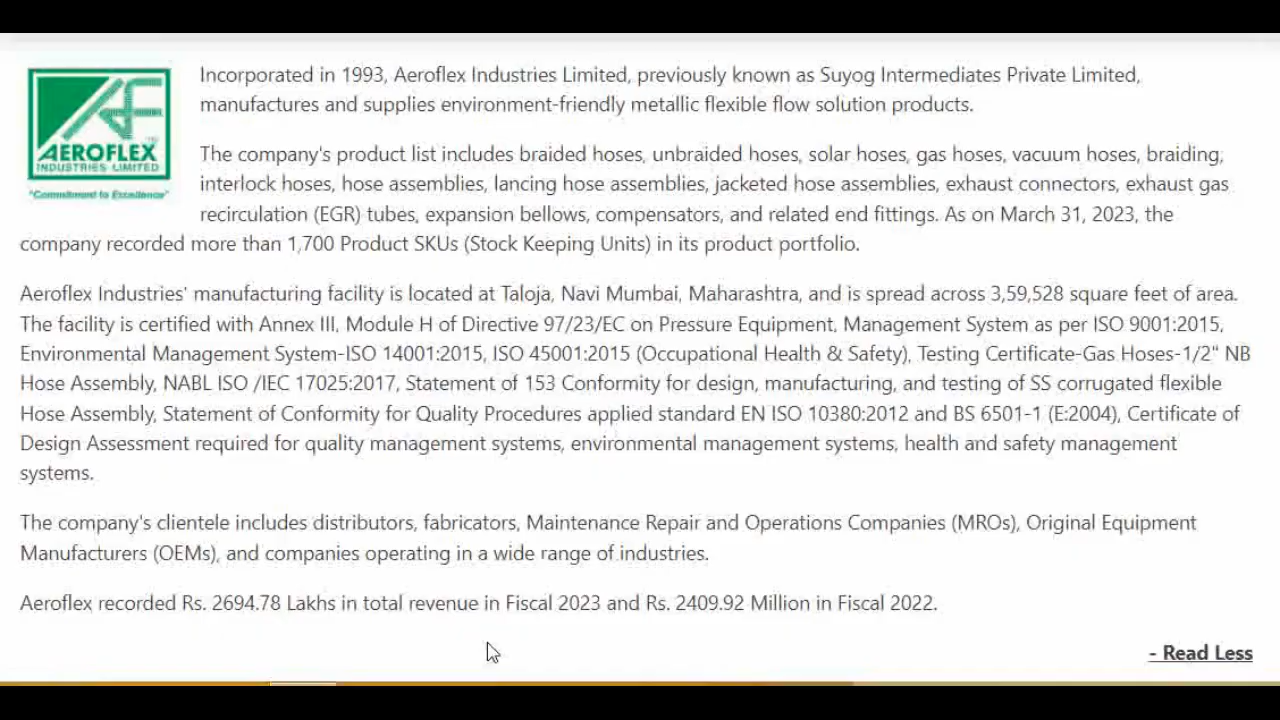 AEROFLEX
INDUSTRIES LIMITED
"Commitment to Excellence"
Incorporated in 1993, Aeroflex Industries Limited, previously known as Suyog Intermediates Private Limited,
manufactures and supplies environment-friendly metallic flexible flow solution products.
The company's product list includes braided hoses, unbraided hoses, solar hoses, gas hoses, vacuum hoses, braiding,
interlock hoses, hose assemblies, lancing hose assemblies, jacketed hose assemblies, exhaust connectors, exhaust gas
recirculation (EGR) tubes, expansion bellows, compensators, and related end fittings. As on March 31, 2023, the
company recorded more than 1,700 Product SKUs (Stock Keeping Units) in its product portfolio.
Aeroflex Industries' manufacturing facility is located at Taloja, Navi Mumbai, Maharashtra, and is spread across 3,59,528 square feet of area.
The facility is certified with Annex III, Module H of Directive 97/23/EC on Pressure Equipment, Management System as per ISO 9001:2015,
Environmental Management System-ISO 14001:2015, ISO 45001:2015 (Occupational Health & Safety), Testing Certificate-Gas Hoses-1/2" NB
Hose Assembly, NABL ISO /IEC 17025:2017, Statement of 153 Conformity for design, manufacturing, and testing of SS corrugated flexible
Hose Assembly, Statement of Conformity for Quality Procedures applied standard EN ISO 10380:2012 and BS 6501-1 (E:2004), Certificate of
Design Assessment required for quality management systems, environmental management systems, health and safety management
systems.
The company's clientele includes distributors, fabricators, Maintenance Repair and Operations Companies (MROs), Original Equipment
Manufacturers (OEMs), and companies operating in a wide range of industries.
Aeroflex recorded Rs. 2694.78 Lakhs in total revenue in Fiscal 2023 and Rs. 2409.92 Million in Fiscal 2022.
- Read Less